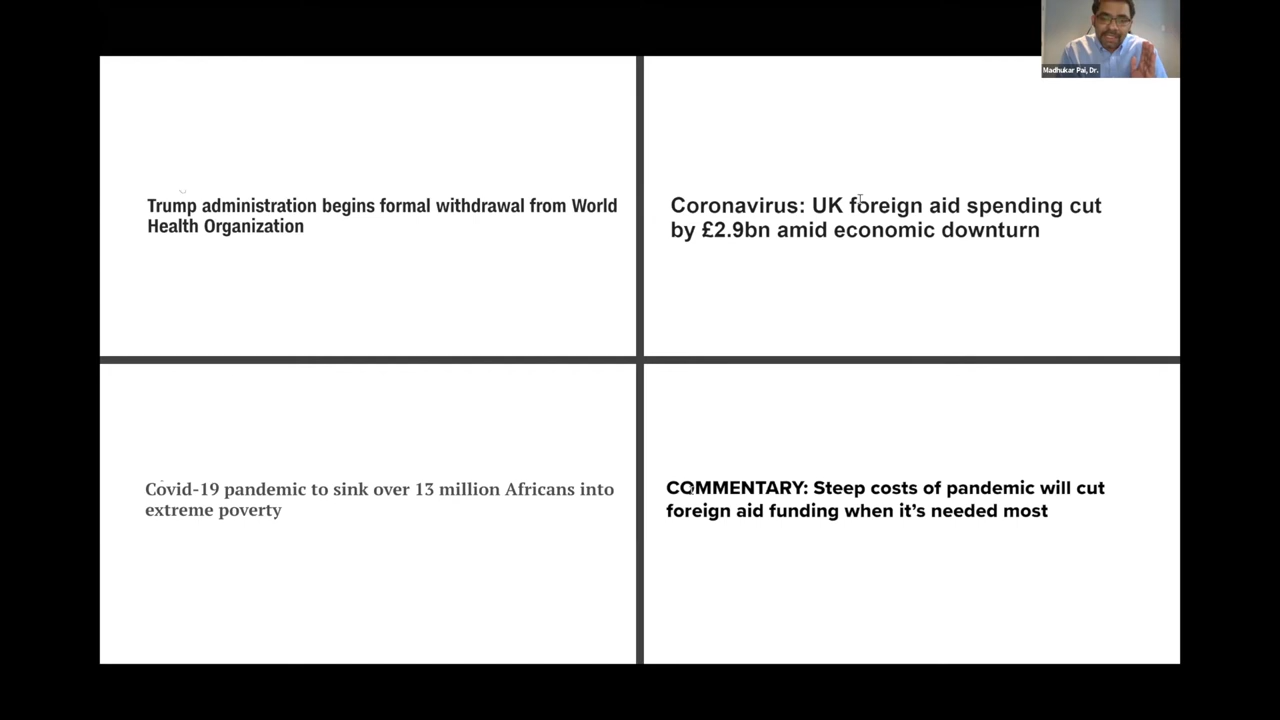 Madhukar Pai, Dr.
Trump administration begins formal withdrawal from World
Health Organization
Coronavirus: UK foreign aid spending cut
by £2.9bn amid economic downturn
Covid-19 pandemic to sink over 13 million Africans into
extreme poverty
COMMENTARY: Steep costs of pandemic will cut
foreign aid funding when it’s needed most